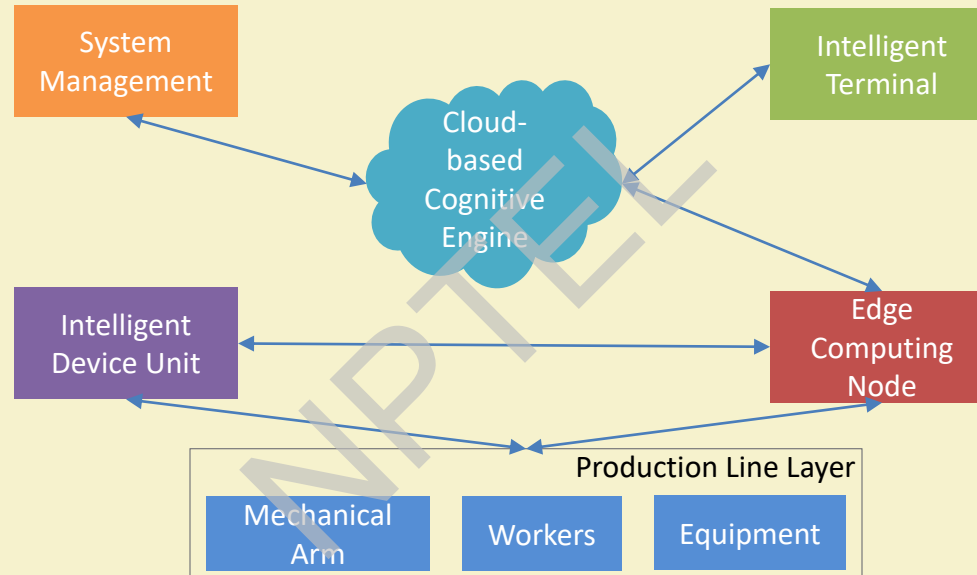 System
Management
Intelligent
Terminal
Cloud-
based
Cognitive
Engine
Intelligent
Device Unit
Edge
Computing
Node
Production Line Layer
Mechanical
Arm
Workers
Equipment
NPTEL